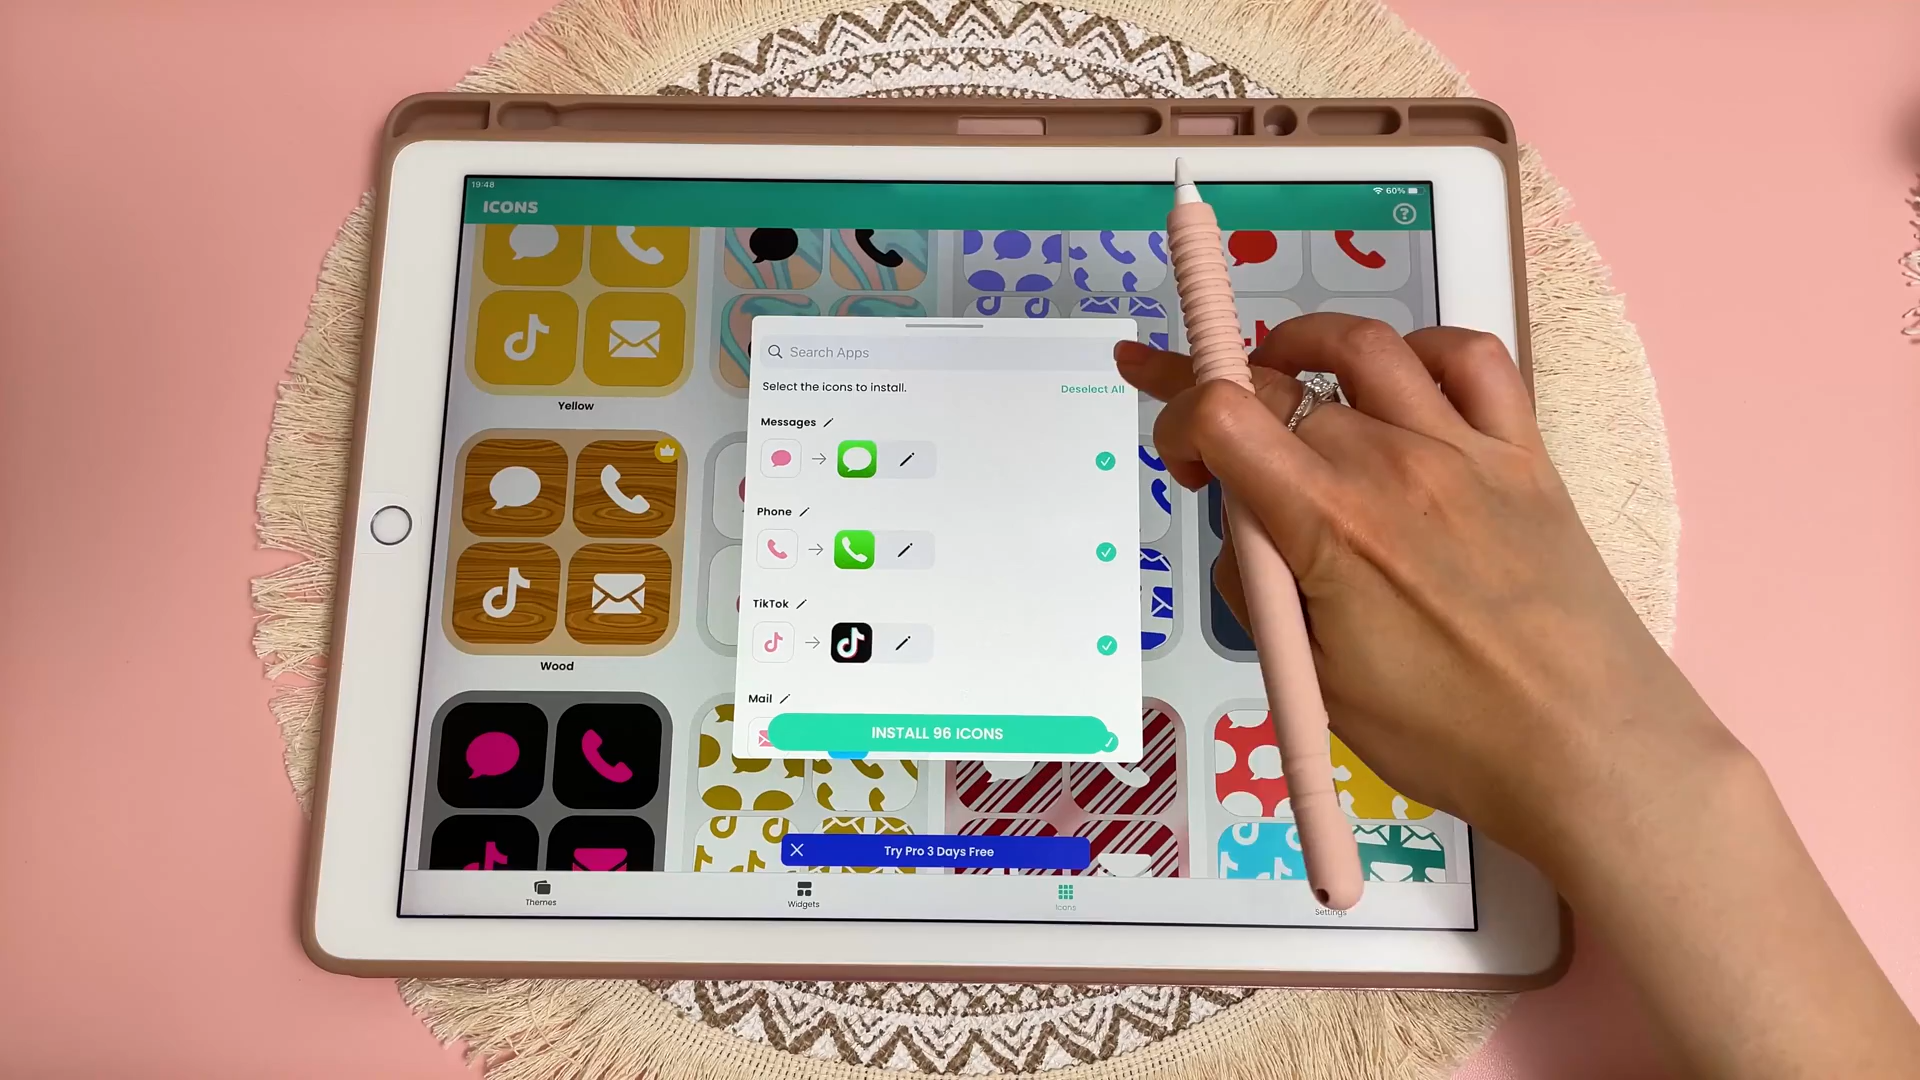 19:48
60%
ICONS
Yellow
Search Apps
Select the icons to install.
Deselect All
Messages
Phone
TikTok
Wood
Mail
INSTALL 96 ICONS
Try Pro 3 Days Free
Themes
Widgets
Icons
Settings